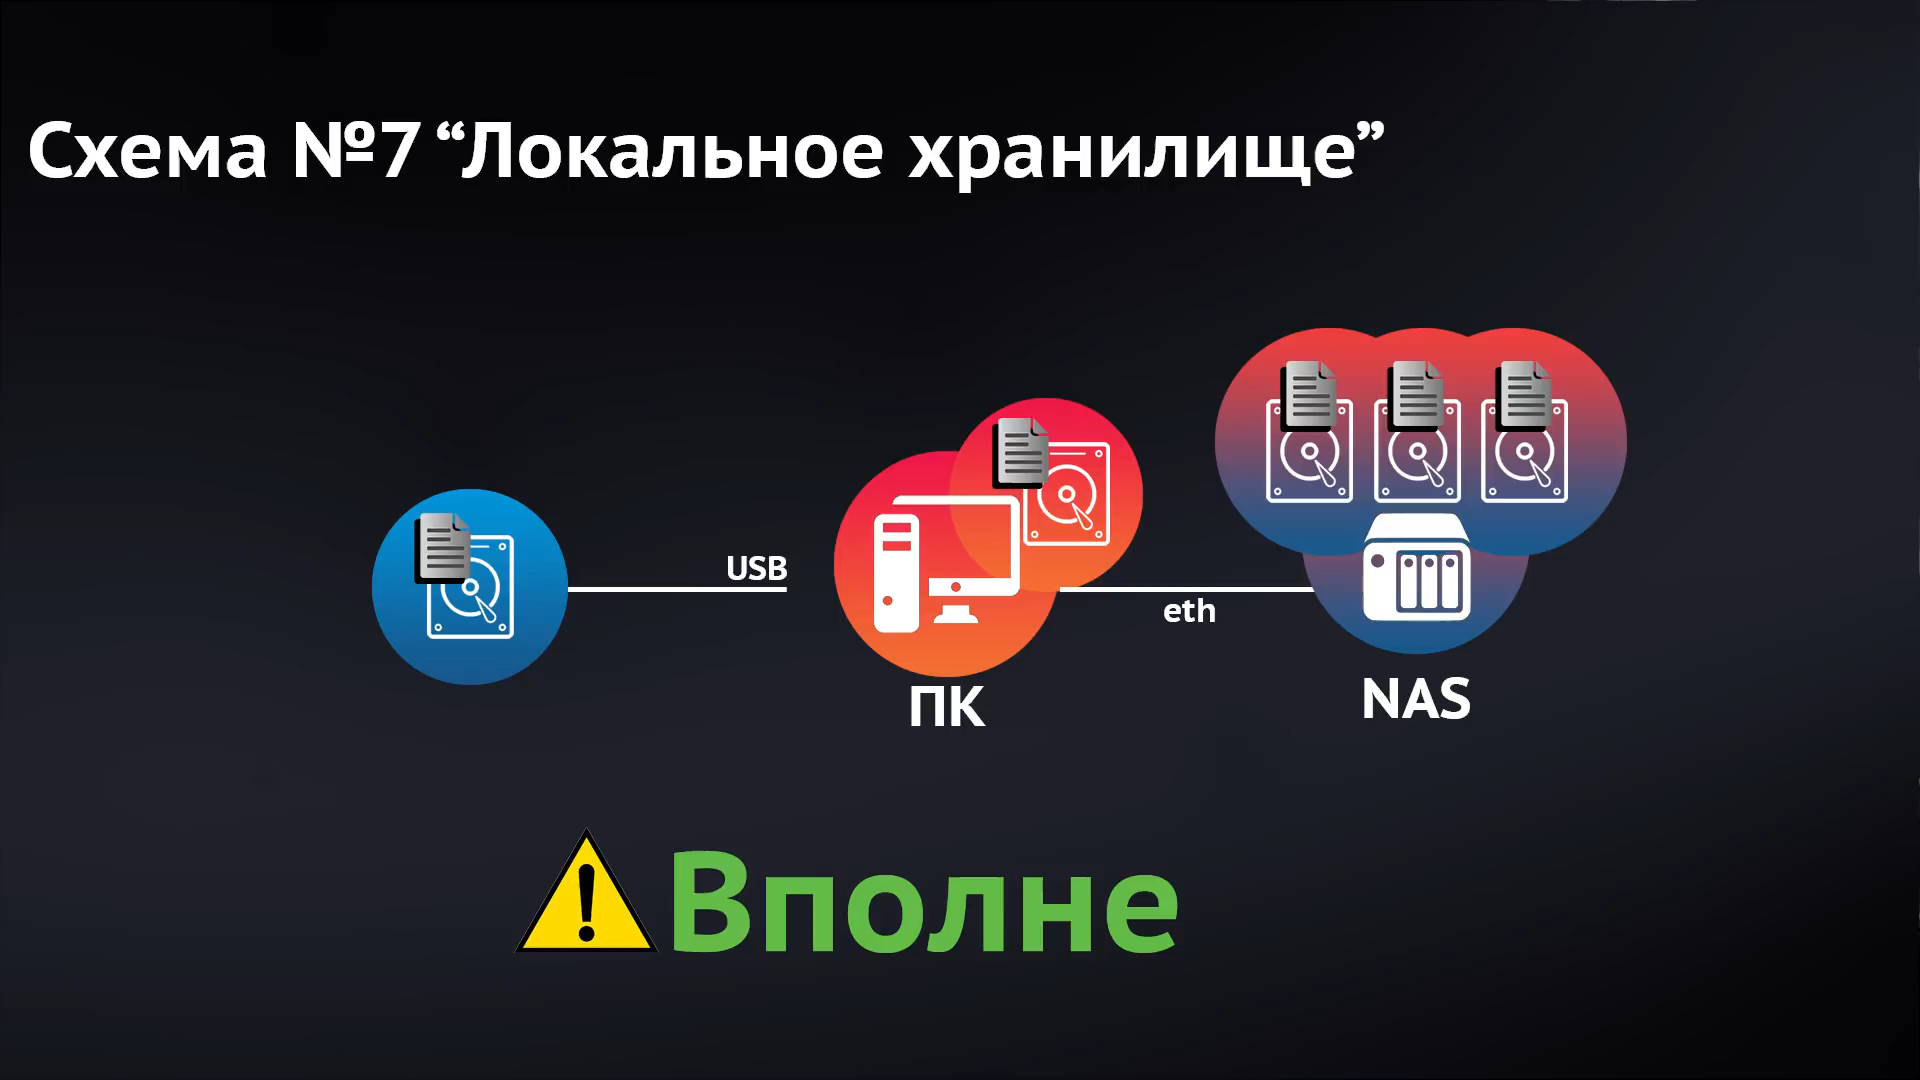 Схема №7 “Локальное хранилище”
USB
eth
ПК
NAS
Вполне